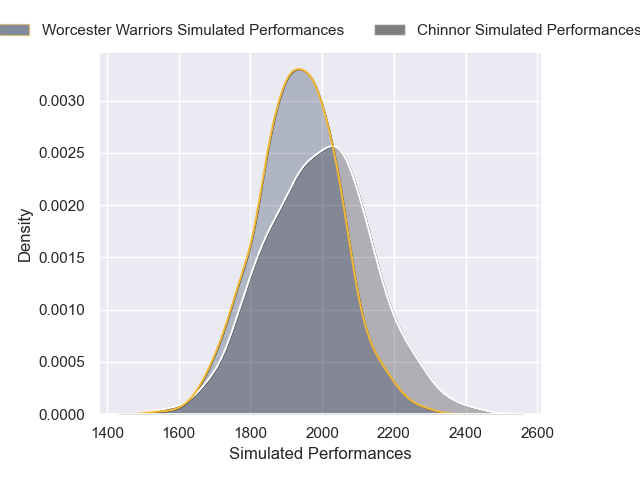 Worcester Warriors Simulated Performances Chinnor Simulated Performances
0.0030
0.0025
0.0020
0.0015
0.0010
0.0005
0.0000
Density
1400 1600 1800 2000 2200 2400 2600
Simulated Performances